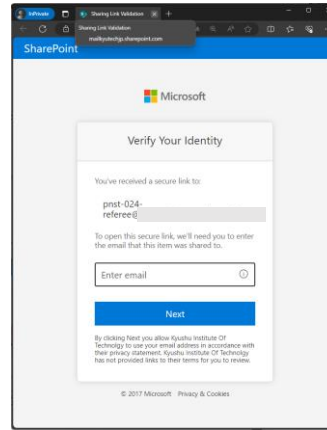 InPrivate
Sharing Link Validation
Sharing Link Validation
mailkyutechjp.sharepoint.com
SharePoint
Microsoft
Verify Your Identity
You've received a secure link to:
pnst-024-
referee@
To open this secure link, we'll need you to enter
the email that this item was shared to.
Enter email
Next
By clicking Next you allow Kyushu Institute Of
Technolgy to use your email address in accordance with
their privacy statement. Kyushu Institute Of Technolgy
has not provided links to their terms for you to review.
© 2017 Microsoft Privacy & Cookies